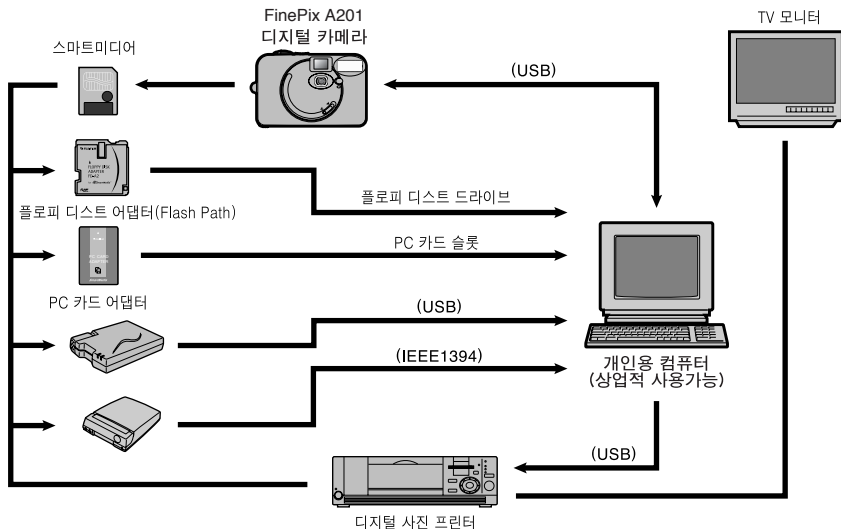 FinePix A201
디지털 카메라
TV 모니터
스마트미디어
(USB)
플로피 디스트 드라이브
플로피 디스트 어댑터(Flash Path)
PC 카드 슬롯
PC 카드 어댑터
(USB)
(IEEE1394)
개인용 컴퓨터
(상업적 사용가능)
(USB)
디지털 사진 프린터